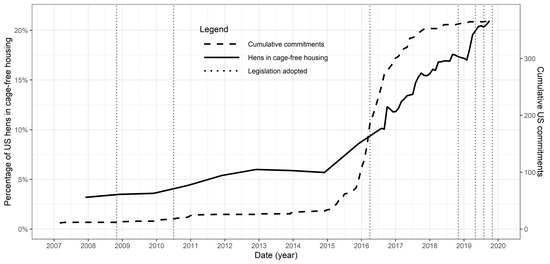 Legend
Cumulative commitments
Hens in cage-free housing
Legislation adopted
Percentage of US hens in cage-free housing
20%
15%
10%
5%
0%
Cumulative US commitments
300
200
100
0
2007 2008 2009 2010 2011 2012 2013 2014 2015 2016 2017 2018 2019 2020
Date (year)